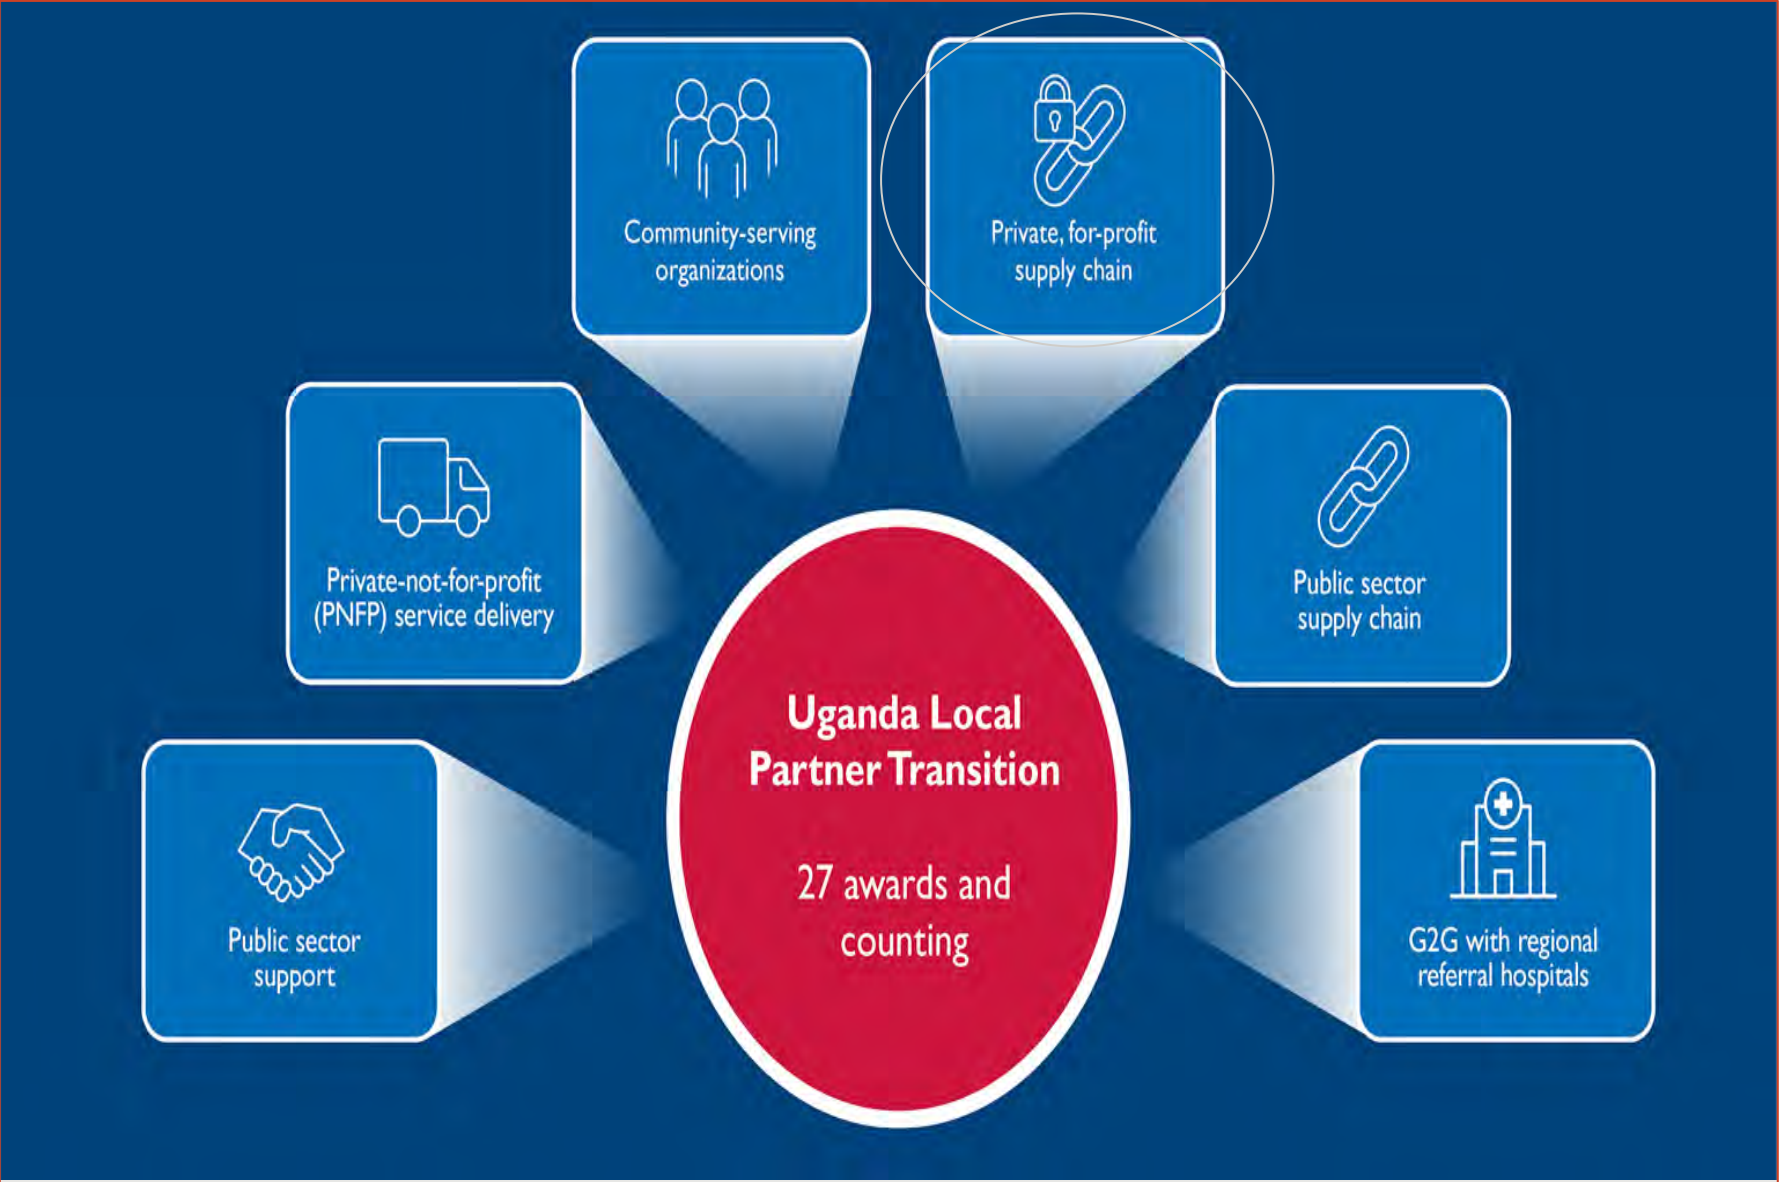 Community-serving
organizations
Private, for-profit
supply chain
Private-not-for-profit
(PNFP) service delivery
Public sector
supply chain
Public sector
support
Uganda Local
Partner Transition
27 awards and
counting
G2G with regional
referral hospitals